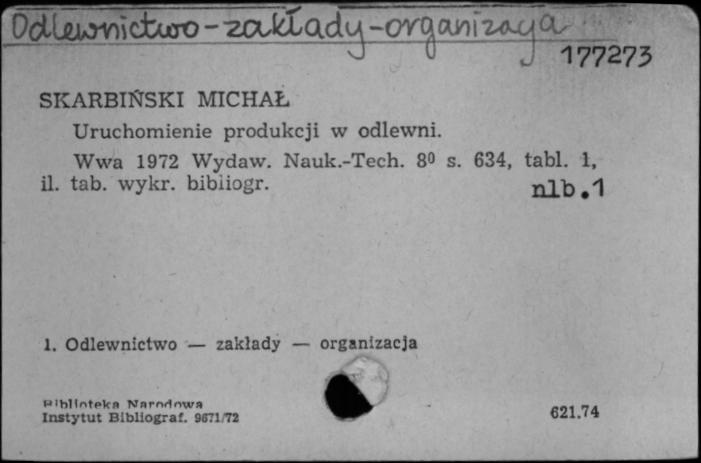 Odlewnictwo-zakłady-organizacja
177273
SKARBIŃSKI MICHAŁ
Uruchomienie produkcji w odlewni.
Wwa 1972 Wydaw. Nauk.-Tech. 8⁰ s. 634, tabl. 1,
il. tab. wykr. bibliogr.
nlb.1
1. Odlewnictwo — zakłady — organizacja
Biblioteka Narodowa
Instytut Bibliograf. 9671/72
621.74